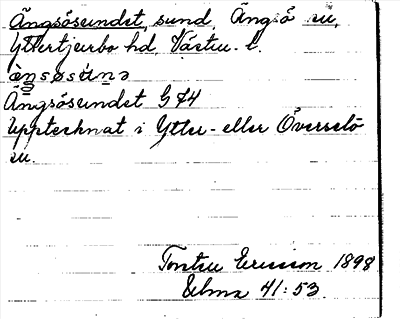 Ängsösundet, sund, Ängsö sn,
Yttertjurbo hd, Västm. l.
Ängsösundet G 74
Upptecknat i Ytter- eller Överselö
sn.
Torsten Ericsson 1898
Selma 41:53